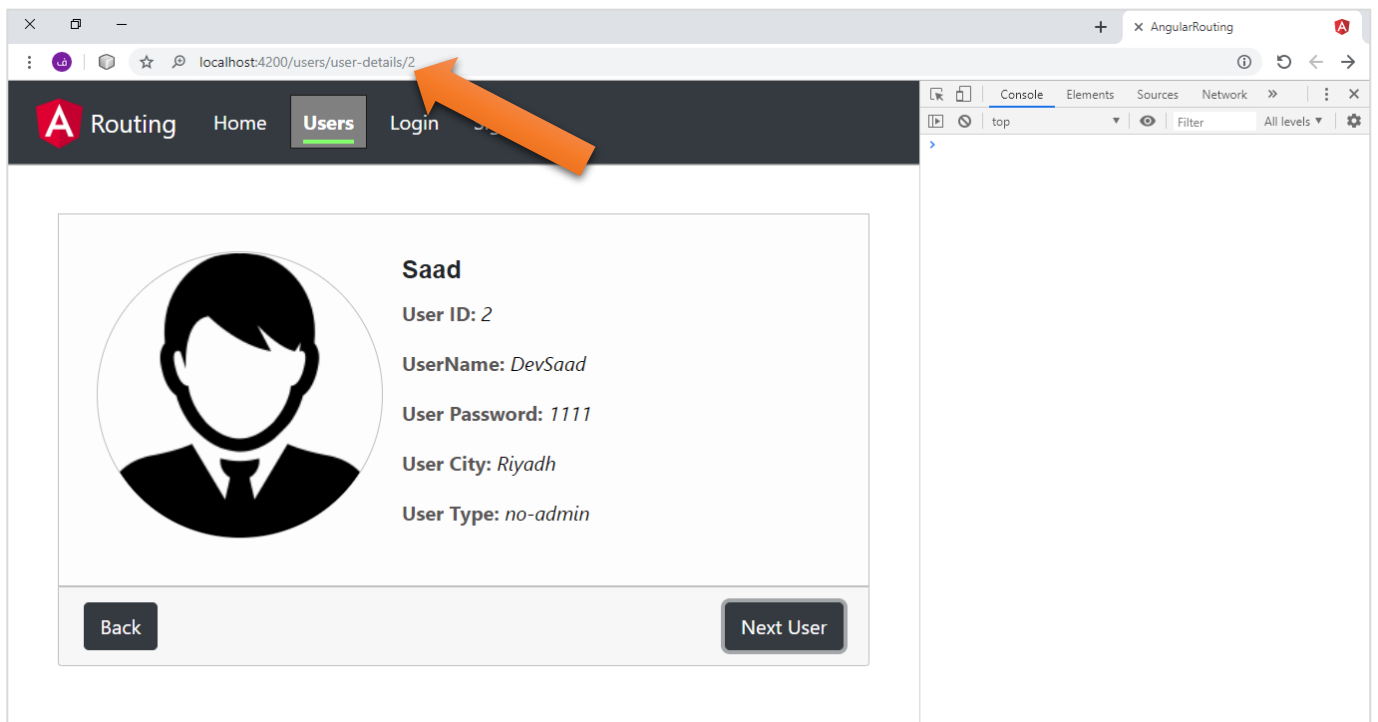 AngularRouting
ف
localhost:4200/users/user-details/2
Routing Home Users Login
Console Elements Sources Network »
top Filter All levels
Saad
User ID: 2
UserName: DevSaad
User Password: 1111
User City: Riyadh
User Type: no-admin
Back Next User